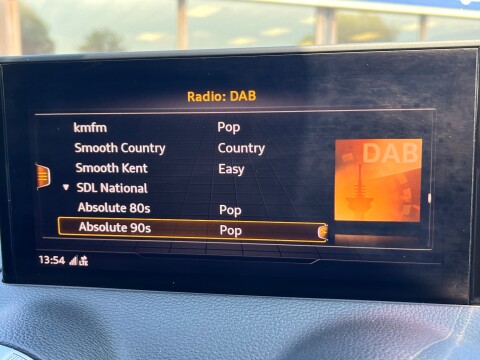 Radio: DAB
kmfm Pop
Smooth Country Country
Smooth Kent Easy
SDL National
Absolute 80s Pop
Absolute 90s Pop
DAB
13:54 LTE